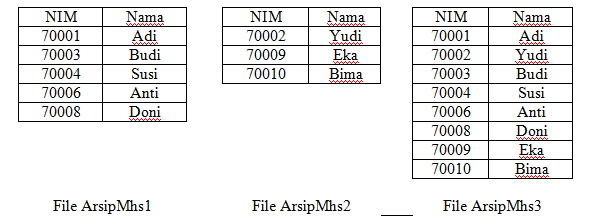 NIM Nama
70001 Adi
70003 Budi
70004 Susi
70006 Anti
70008 Doni
File ArsipMhs1
NIM Nama
70002 Yudi
70009 Eka
70010 Bima
File ArsipMhs2
NIM Nama
70001 Adi
70002 Yudi
70003 Budi
70004 Susi
70006 Anti
70008 Doni
70009 Eka
70010 Bima
File ArsipMhs3